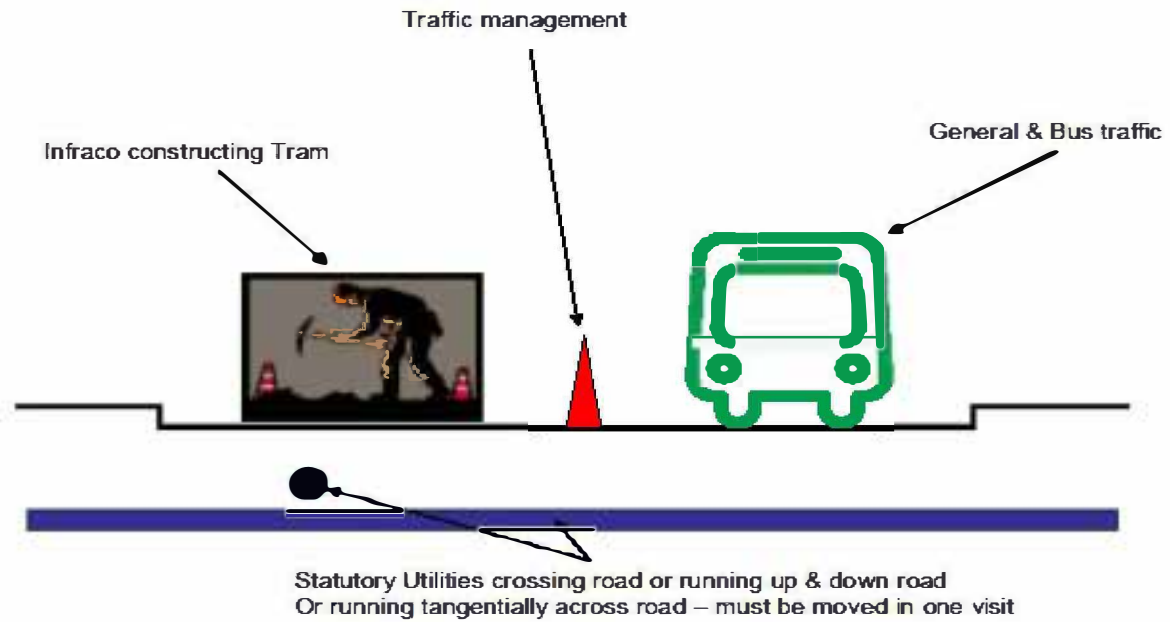 Traffic management
General & Bus traffic
Infraco constructing Tram
Statutory Utilities crossing road or running up & down road
Or running tangentially across road – must be moved in one visit